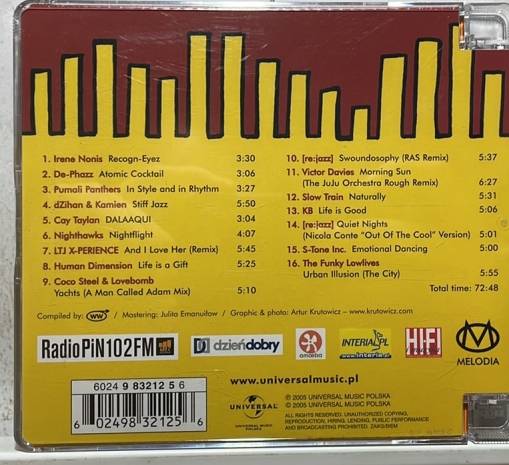 1. Irene Nonis Recogn-Eyez 3:30
2. De-Phazz Atomic Cocktail 3:06
3. Pumali Panthers In Style and in Rhythm 3:27
4. dZihan & Kamien Stiff Jazz 5:50
5. Cay Taylan DALAAQUI 3:04
6. Nighthawks Nightflight 4:07
7. LTJ X-PERIENCE And I Love Her (Remix) 5:45
8. Human Dimension Life is a Gift 5:25
9. Coco Steel & Lovebomb
Yachts (A Man Called Adam Mix) 5:10
10. [re:jazz] Swoundosophy (RAS Remix) 5:37
11. Victor Davies Morning Sun
(The JuJu Orchestra Rough Remix) 6:27
12. Slow Train Naturally 5:31
13. KB Life is Good 5:06
14. [re:jazz] Quiet Nights
(Nicola Conte "Out Of The Cool" Version) 5:01
15. S-Tone Inc. Emotional Dancing 5:00
16. The Funky Lowlives
Urban Illusion (The City) 5:55
Total time: 72:48
Compiled by: ww / Mastering: Julita Emanuiłow / Graphic & photo: Artur Krutowicz – www.krutowicz.com
RadioPiN102FM
dzień dobry
amoeba
INTERIA.PL
www.interia.pl
HI-FI
MELODIA
www.universalmusic.pl
6024 9 83212 5 6
6 02498 32125 6
UNIVERSAL
UNIVERSAL MUSIC
POLSKA
℗ 2005 UNIVERSAL MUSIC POLSKA
© 2005 UNIVERSAL MUSIC POLSKA
ALL RIGHTS RESERVED. UNAUTHORIZED COPYING,
REPRODUCTION, HIRING, LENDING, PUBLIC PERFORMANCE
AND BROADCASTING PROHIBITED. ZAIKS/BIEM